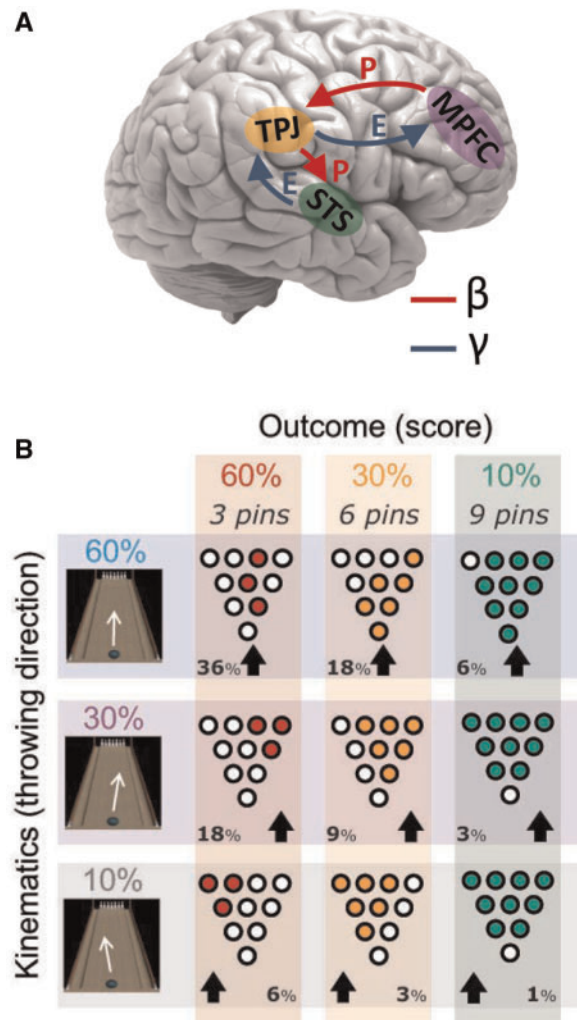 A
P
TPJ
E
MPFC
E
P
STS
β
γ
B
Outcome (score)
60% 30% 10%
3 pins 6 pins 9 pins
Kinematics (throwing direction)
60%
36% 18% 6%
30%
18% 9% 3%
10%
6% 3% 1%